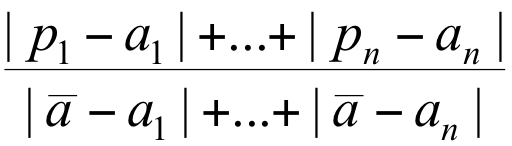 | p₁ − a₁ | +...+ | pₙ − aₙ |
| a̅ − a₁ | +...+ | a̅ − aₙ |